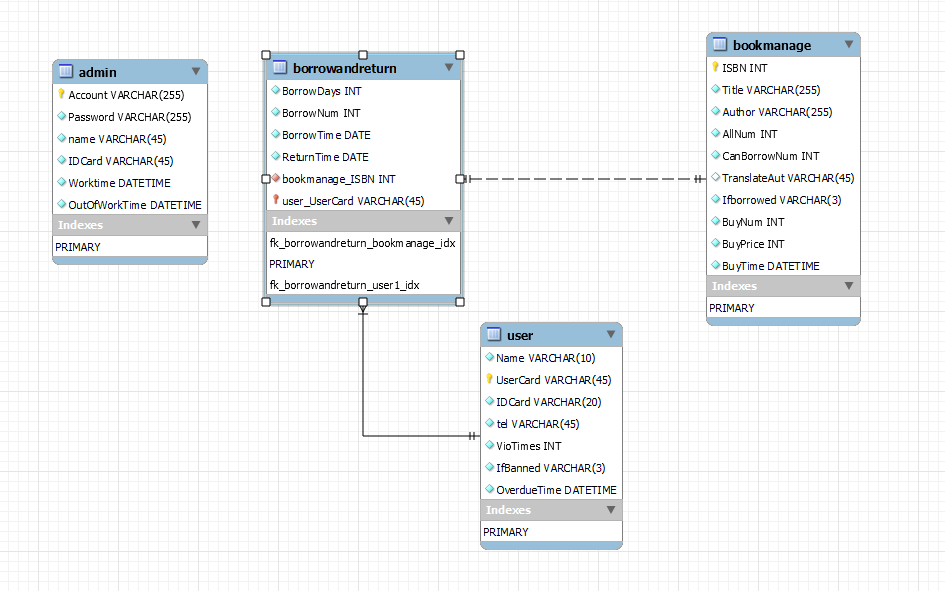 admin
Account VARCHAR(255)
Password VARCHAR(255)
name VARCHAR(45)
IDCard VARCHAR(45)
Worktime DATETIME
OutOfWorkTime DATETIME
Indexes
PRIMARY
borrowandreturn
BorrowDays INT
BorrowNum INT
BorrowTime DATE
ReturnTime DATE
bookmanage_ISBN INT
user_UserCard VARCHAR(45)
Indexes
fk_borrowandreturn_bookmanage_idx
PRIMARY
fk_borrowandreturn_user1_idx
bookmanage
ISBN INT
Title VARCHAR(255)
Author VARCHAR(255)
AllNum INT
CanBorrowNum INT
TranslateAut VARCHAR(45)
Ifborrowed VARCHAR(3)
BuyNum INT
BuyPrice INT
BuyTime DATETIME
Indexes
PRIMARY
user
Name VARCHAR(10)
UserCard VARCHAR(45)
IDCard VARCHAR(20)
tel VARCHAR(45)
VioTimes INT
IfBanned VARCHAR(3)
OverdueTime DATETIME
Indexes
PRIMARY